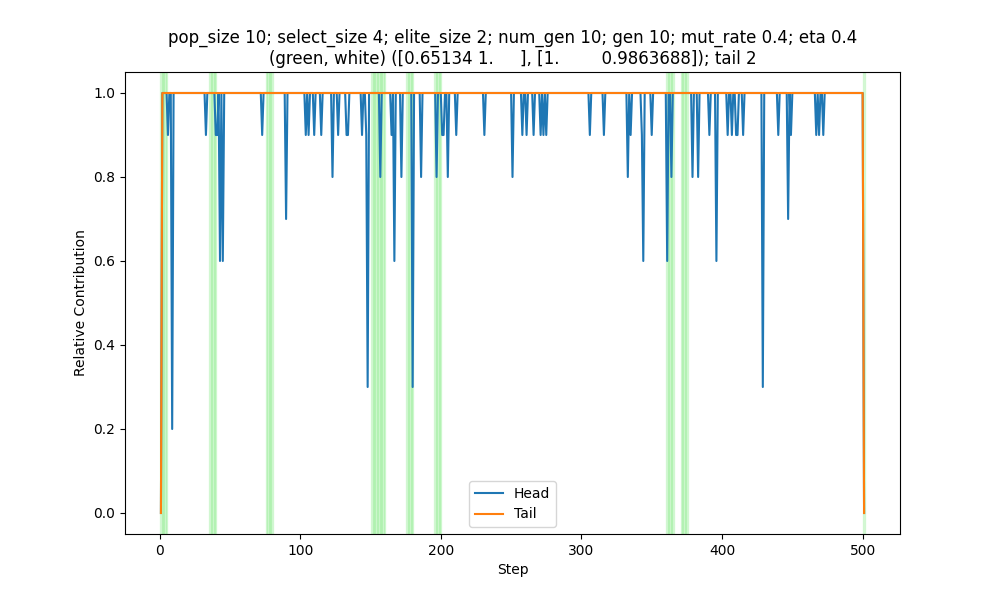 pop_size 10; select_size 4; elite_size 2; num_gen 10; gen 10; mut_rate 0.4; eta 0.4
(green, white) ([0.65134 1.     ], [1.        0.9863688]); tail 2
1.0
0.8
0.6
0.4
0.2
0.0
Relative Contribution
Head
Tail
0 100 200 300 400 500
Step